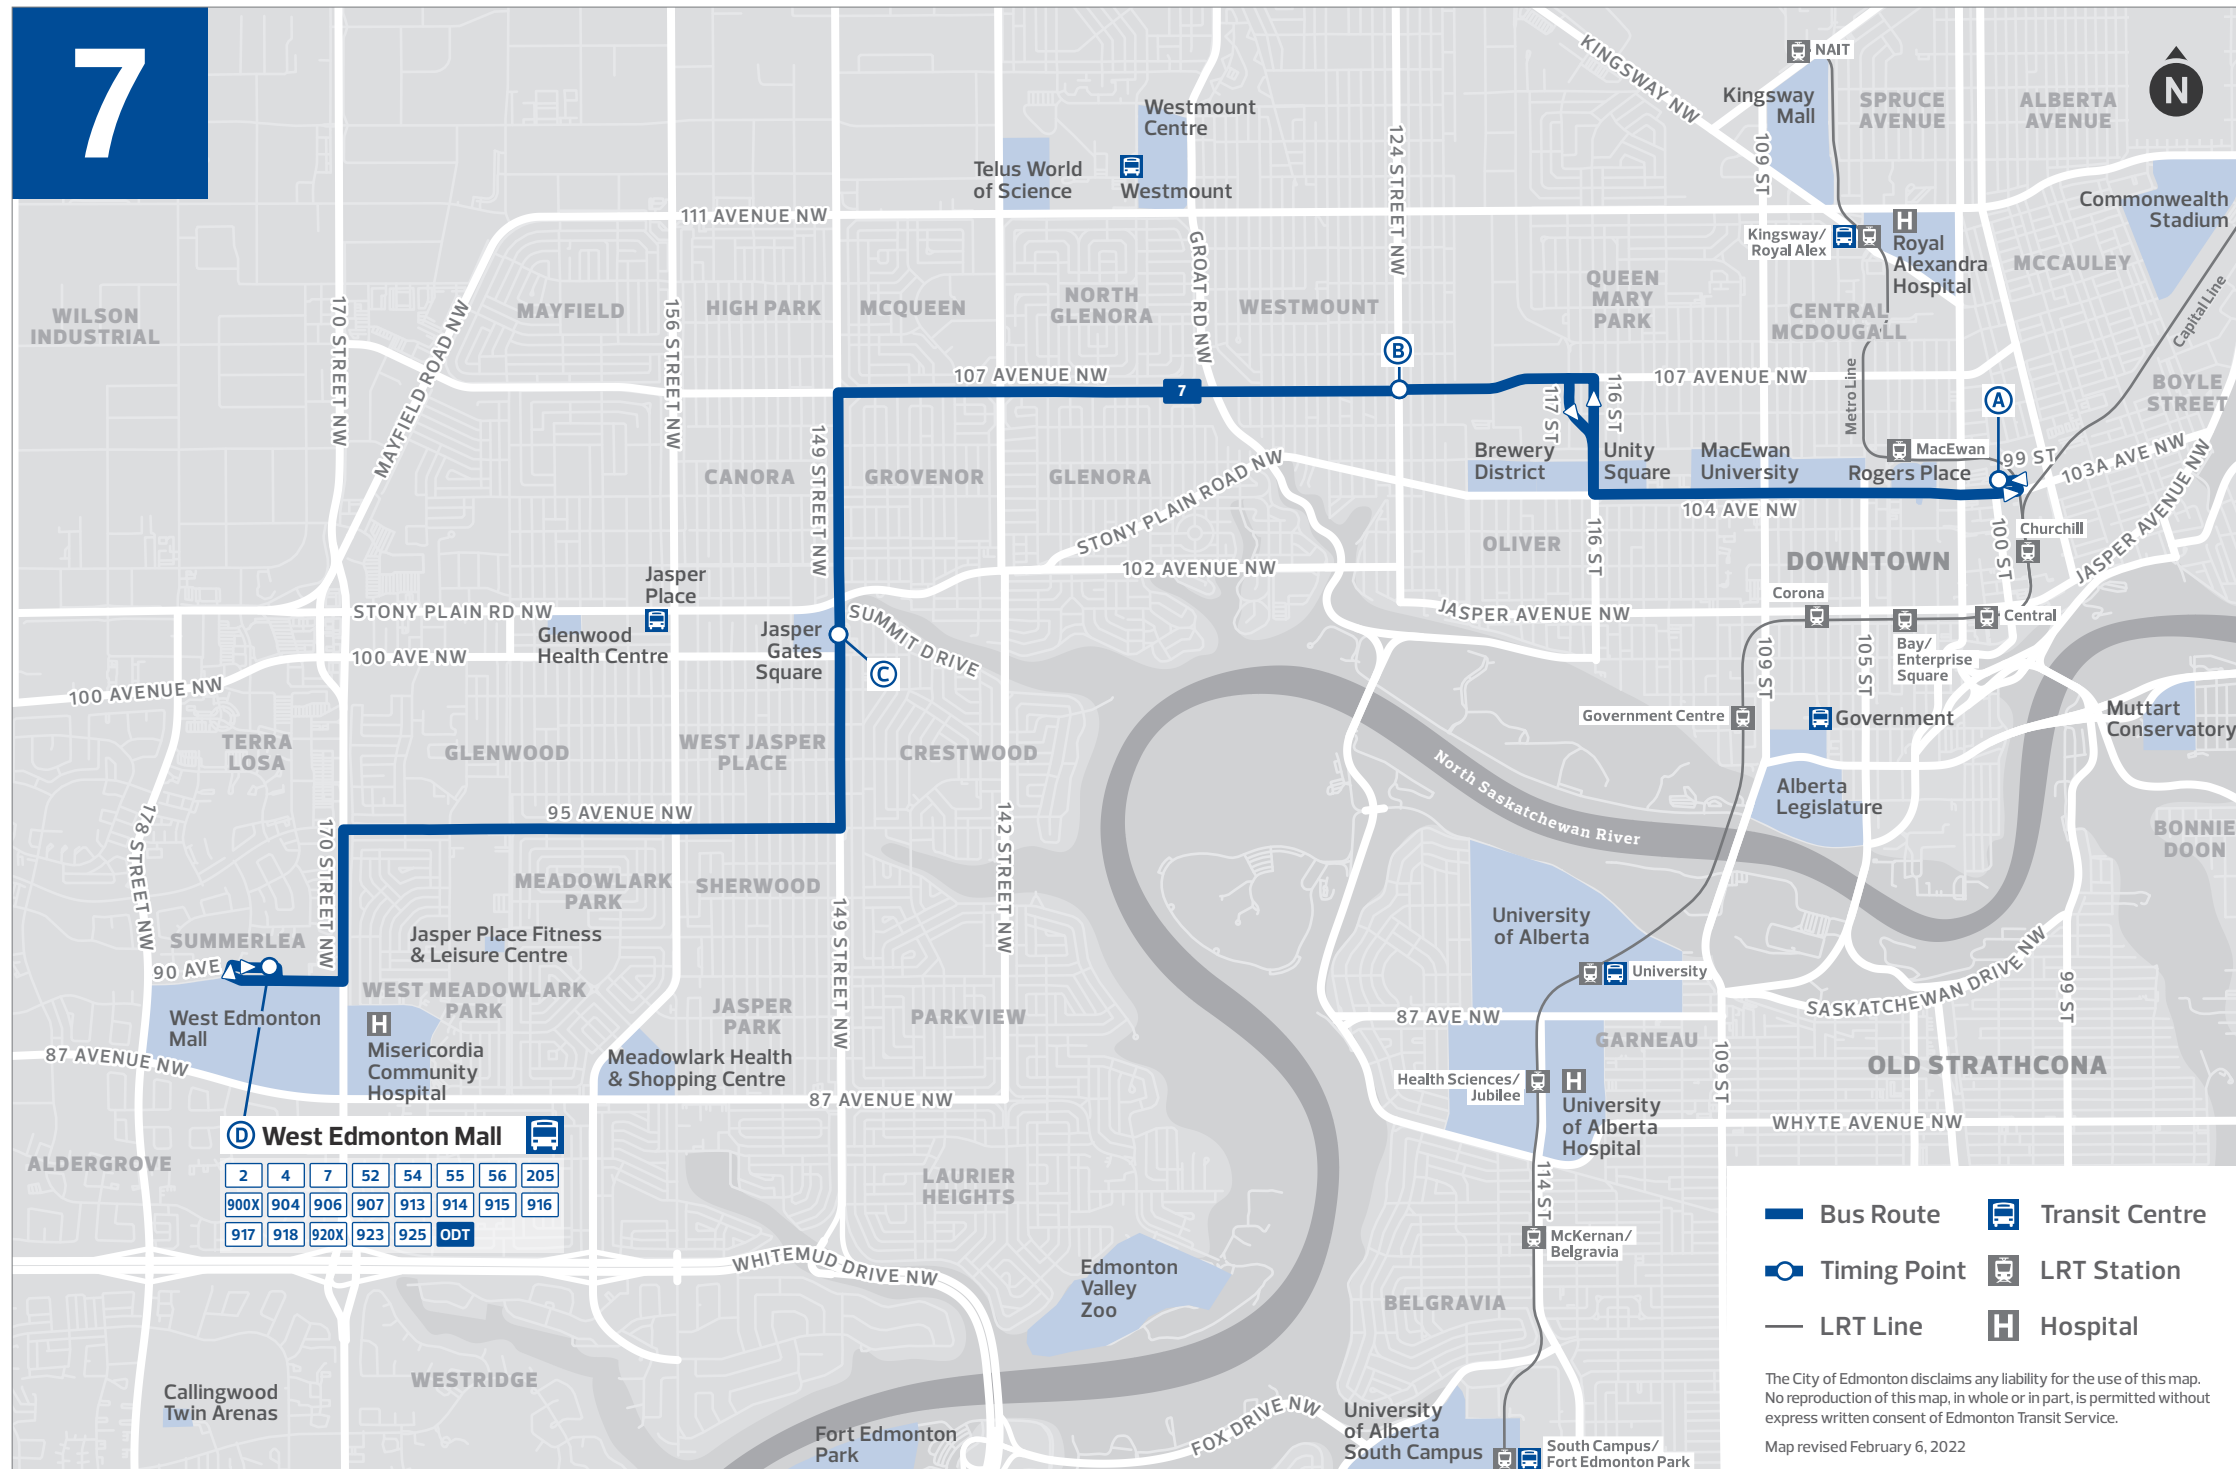 7
NAIT
KINGSWAY NW
Kingsway
Mall
SPRUCE
AVENUE
ALBERTA
AVENUE
N
Westmount
Centre
124 STREET NW
109 ST
Telus World
of Science
Westmount
Commonwealth
Stadium
111 AVENUE NW
GROAT RD NW
H
Kingsway/
Royal Alex
Royal
Alexandra
Hospital
MCCAULEY
Capital Line
WILSON
INDUSTRIAL
170 STREET NW
MAYFIELD ROAD NW
MAYFIELD
156 STREET NW
HIGH PARK
MCQUEEN
NORTH
GLENORA
WESTMOUNT
QUEEN
MARY
PARK
CENTRAL
MCDOUGALL
B
107 AVENUE NW
7
117 ST
116 ST
107 AVENUE NW
Metro Line
A
BOYLE
STREET
149 STREET NW
CANORA
GROVENOR
GLENORA
STONY PLAIN ROAD NW
Brewery
District
Unity
Square
MacEwan
University
MacEwan
Rogers Place
99 ST
103A AVE NW
104 AVE NW
JASPER AVENUE NW
OLIVER
116 ST
DOWNTOWN
100 ST
Churchill
102 AVENUE NW
Jasper
Place
STONY PLAIN RD NW
Glenwood
Health Centre
Jasper
Gates
Square
SUMMIT DRIVE
C
JASPER AVENUE NW
Corona
Central
Bay/
Enterprise
Square
100 AVE NW
100 AVENUE NW
109 ST
105 ST
Government Centre
Government
Muttart
Conservatory
TERRA
LOSA
GLENWOOD
WEST JASPER
PLACE
CRESTWOOD
North Saskatchewan River
Alberta
Legislature
BONNIE
DOON
178 STREET NW
170 STREET NW
95 AVENUE NW
142 STREET NW
MEADOWLARK
PARK
SHERWOOD
149 STREET NW
University
of Alberta
SUMMERLEA
90 AVE
Jasper Place Fitness
& Leisure Centre
University
SASKATCHEWAN DRIVE NW
99 ST
WEST MEADOWLARK
PARK
JASPER
PARK
PARKVIEW
West Edmonton
Mall
H
Misericordia
Community
Hospital
87 AVENUE NW
Meadowlark Health
& Shopping Centre
87 AVENUE NW
87 AVE NW
GARNEAU
109 ST
OLD STRATHCONA
Health Sciences/
Jubilee
H
University
of Alberta
Hospital
WHYTE AVENUE NW
D West Edmonton Mall
2 4 7 52 54 55 56 205
900X 904 906 907 913 914 915 916
917 918 920X 923 925 ODT
ALDERGROVE
LAURIER
HEIGHTS
114 ST
McKernan/
Belgravia
WHITEMUD DRIVE NW
Edmonton
Valley
Zoo
BELGRAVIA
WESTRIDGE
Callingwood
Twin Arenas
Fort Edmonton
Park
FOX DRIVE NW
University
of Alberta
South Campus
South Campus/
Fort Edmonton Park
Bus Route
Transit Centre
Timing Point
LRT Station
LRT Line
H Hospital
The City of Edmonton disclaims any liability for the use of this map.
No reproduction of this map, in whole or in part, is permitted without
express written consent of Edmonton Transit Service.
Map revised February 6, 2022